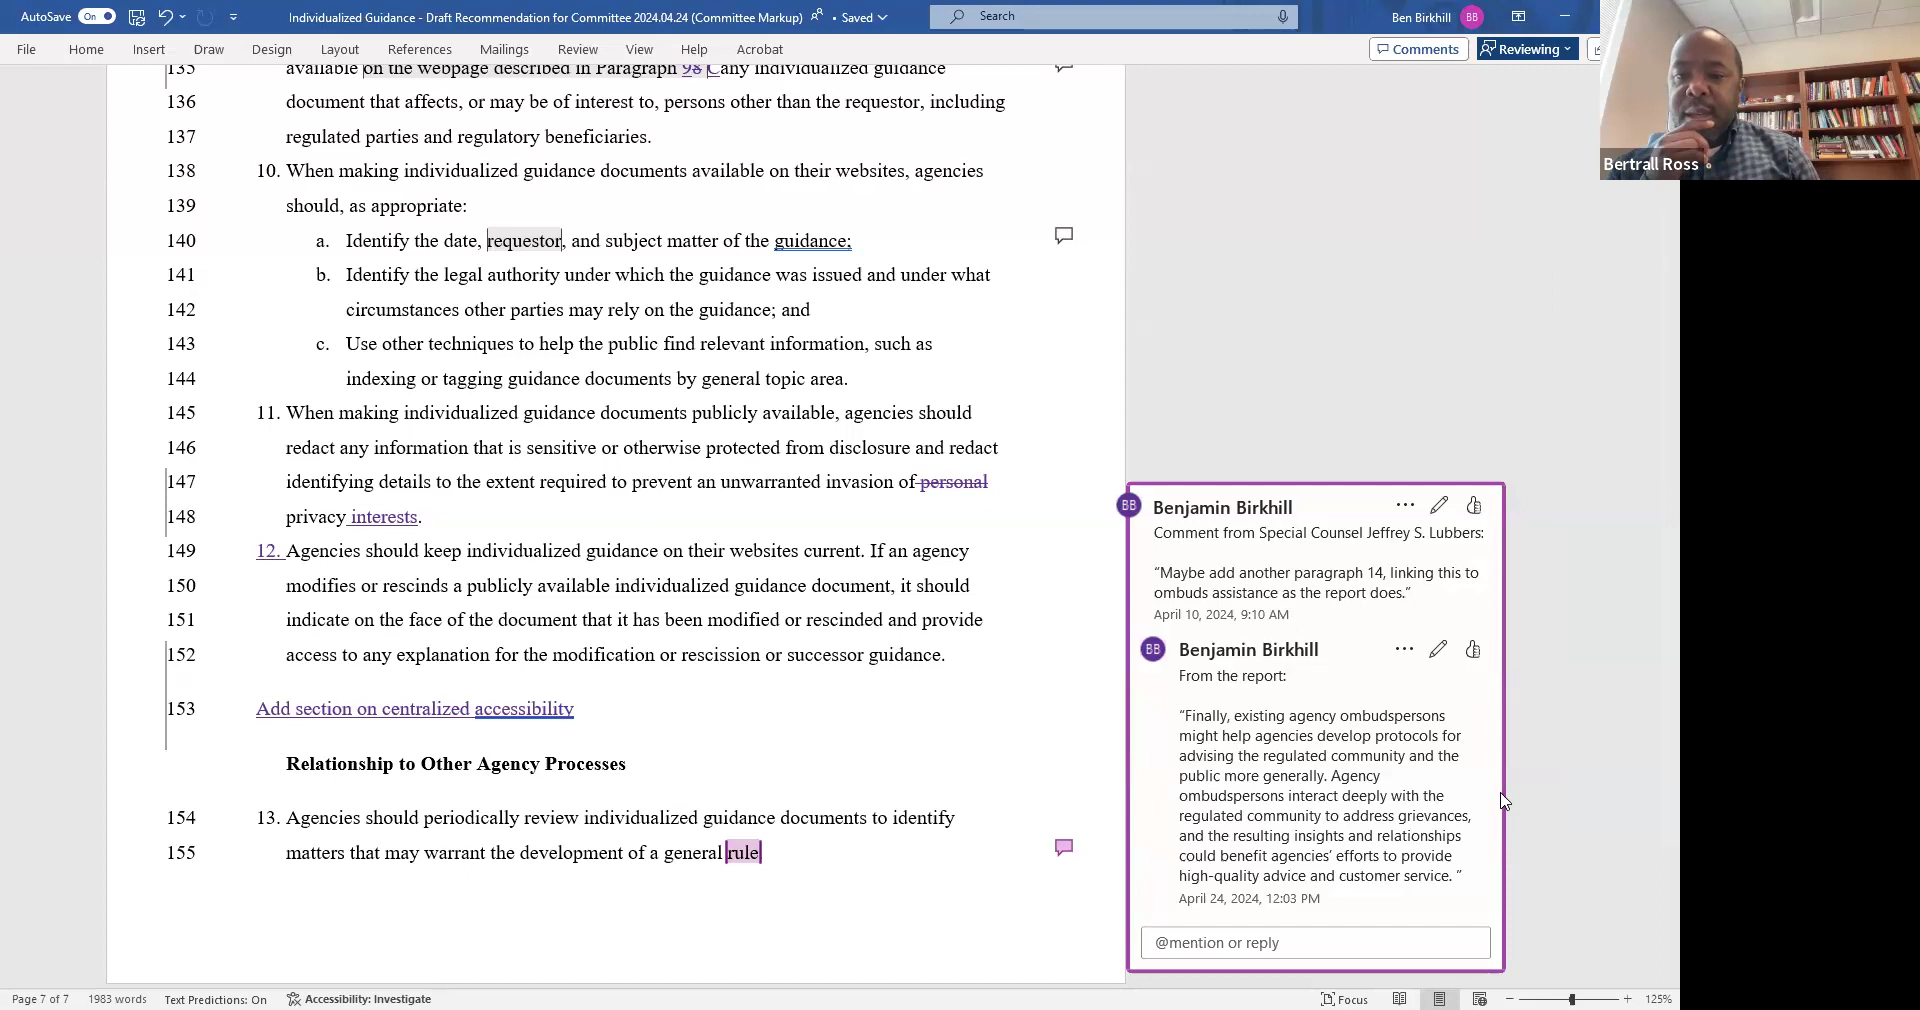 AutoSave On Individualized Guidance - Draft Recommendation for Committee 2024.04.24 (Committee Markup) • Saved Search Ben Birkhill BB
File Home Insert Draw Design Layout References Mailings Review View Help Acrobat Comments Reviewing
135 available on the webpage described in Paragraph 98 Cany individualized guidance
136 document that affects, or may be of interest to, persons other than the requestor, including
137 regulated parties and regulatory beneficiaries.
138 10. When making individualized guidance documents available on their websites, agencies
139 should, as appropriate:
140 a. Identify the date, requestor, and subject matter of the guidance;
141 b. Identify the legal authority under which the guidance was issued and under what
142 circumstances other parties may rely on the guidance; and
143 c. Use other techniques to help the public find relevant information, such as
144 indexing or tagging guidance documents by general topic area.
145 11. When making individualized guidance documents publicly available, agencies should
146 redact any information that is sensitive or otherwise protected from disclosure and redact
147 identifying details to the extent required to prevent an unwarranted invasion of personal
148 privacy interests.
149 12. Agencies should keep individualized guidance on their websites current. If an agency
150 modifies or rescinds a publicly available individualized guidance document, it should
151 indicate on the face of the document that it has been modified or rescinded and provide
152 access to any explanation for the modification or rescission or successor guidance.
153 Add section on centralized accessibility
Relationship to Other Agency Processes
154 13. Agencies should periodically review individualized guidance documents to identify
155 matters that may warrant the development of a general rule
BB Benjamin Birkhill
Comment from Special Counsel Jeffrey S. Lubbers:
“Maybe add another paragraph 14, linking this to
ombuds assistance as the report does.”
April 10, 2024, 9:10 AM
BB Benjamin Birkhill
From the report:
“Finally, existing agency ombudspersons
might help agencies develop protocols for
advising the regulated community and the
public more generally. Agency
ombudspersons interact deeply with the
regulated community to address grievances,
and the resulting insights and relationships
could benefit agencies’ efforts to provide
high-quality advice and customer service. ”
April 24, 2024, 12:03 PM
@mention or reply
Bertrall Ross
Page 7 of 7 1983 words Text Predictions: On Accessibility: Investigate Focus 125%